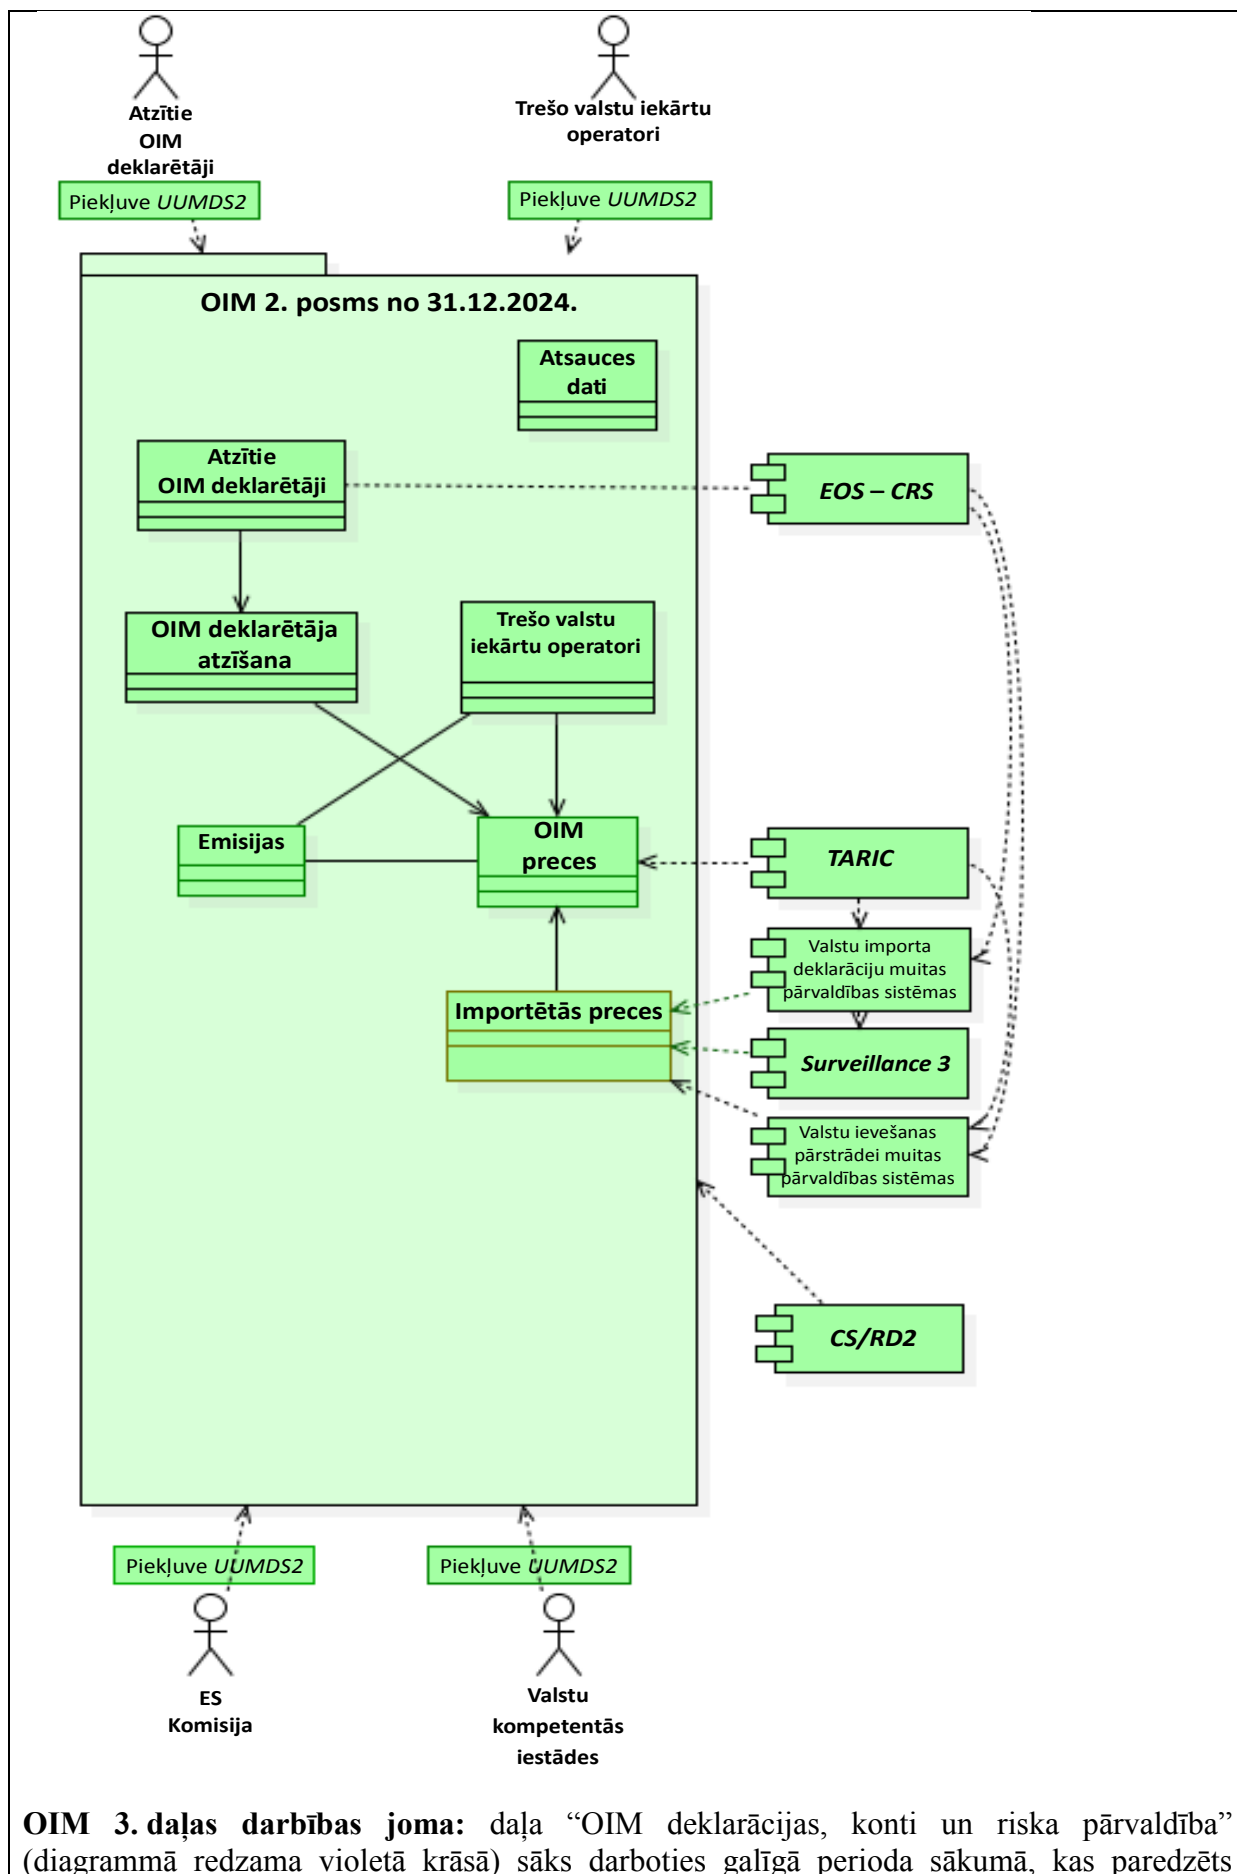 Atzītie
OIM
deklarētāji
Trešo valstu iekārtu
operatori
Piekļuve UUMDS2
Piekļuve UUMDS2
OIM 2. posms no 31.12.2024.
Atsauces
dati
Atzītie
OIM deklarētāji
EOS – CRS
OIM deklarētāja
atzīšana
Trešo valstu
iekārtu operatori
Emisijas
OIM
preces
TARIC
Valstu importa
deklarāciju muitas
pārvaldības sistēmas
Importētās preces
Surveillance 3
Valstu ievešanas
pārstrādei muitas
pārvaldības sistēmas
CS/RD2
Piekļuve UUMDS2
Piekļuve UUMDS2
ES
Komisija
Valstu
kompetentās
iestādes
OIM 3. daļas darbības joma: daļa “OIM deklarācijas, konti un riska pārvaldība”
(diagrammā redzama violetā krāsā) sāks darboties galīgā perioda sākumā, kas paredzēts